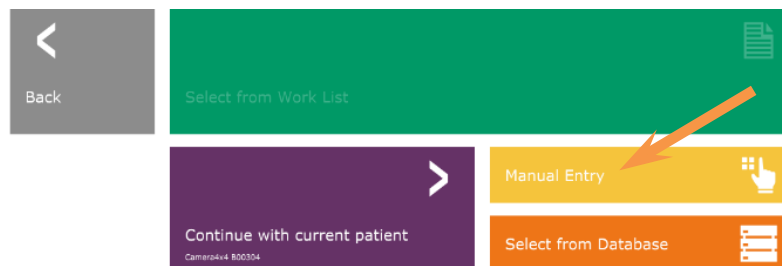 Back
Select from Work List
Manual Entry
Continue with current patient
Camera4x4 B00304
Select from Database